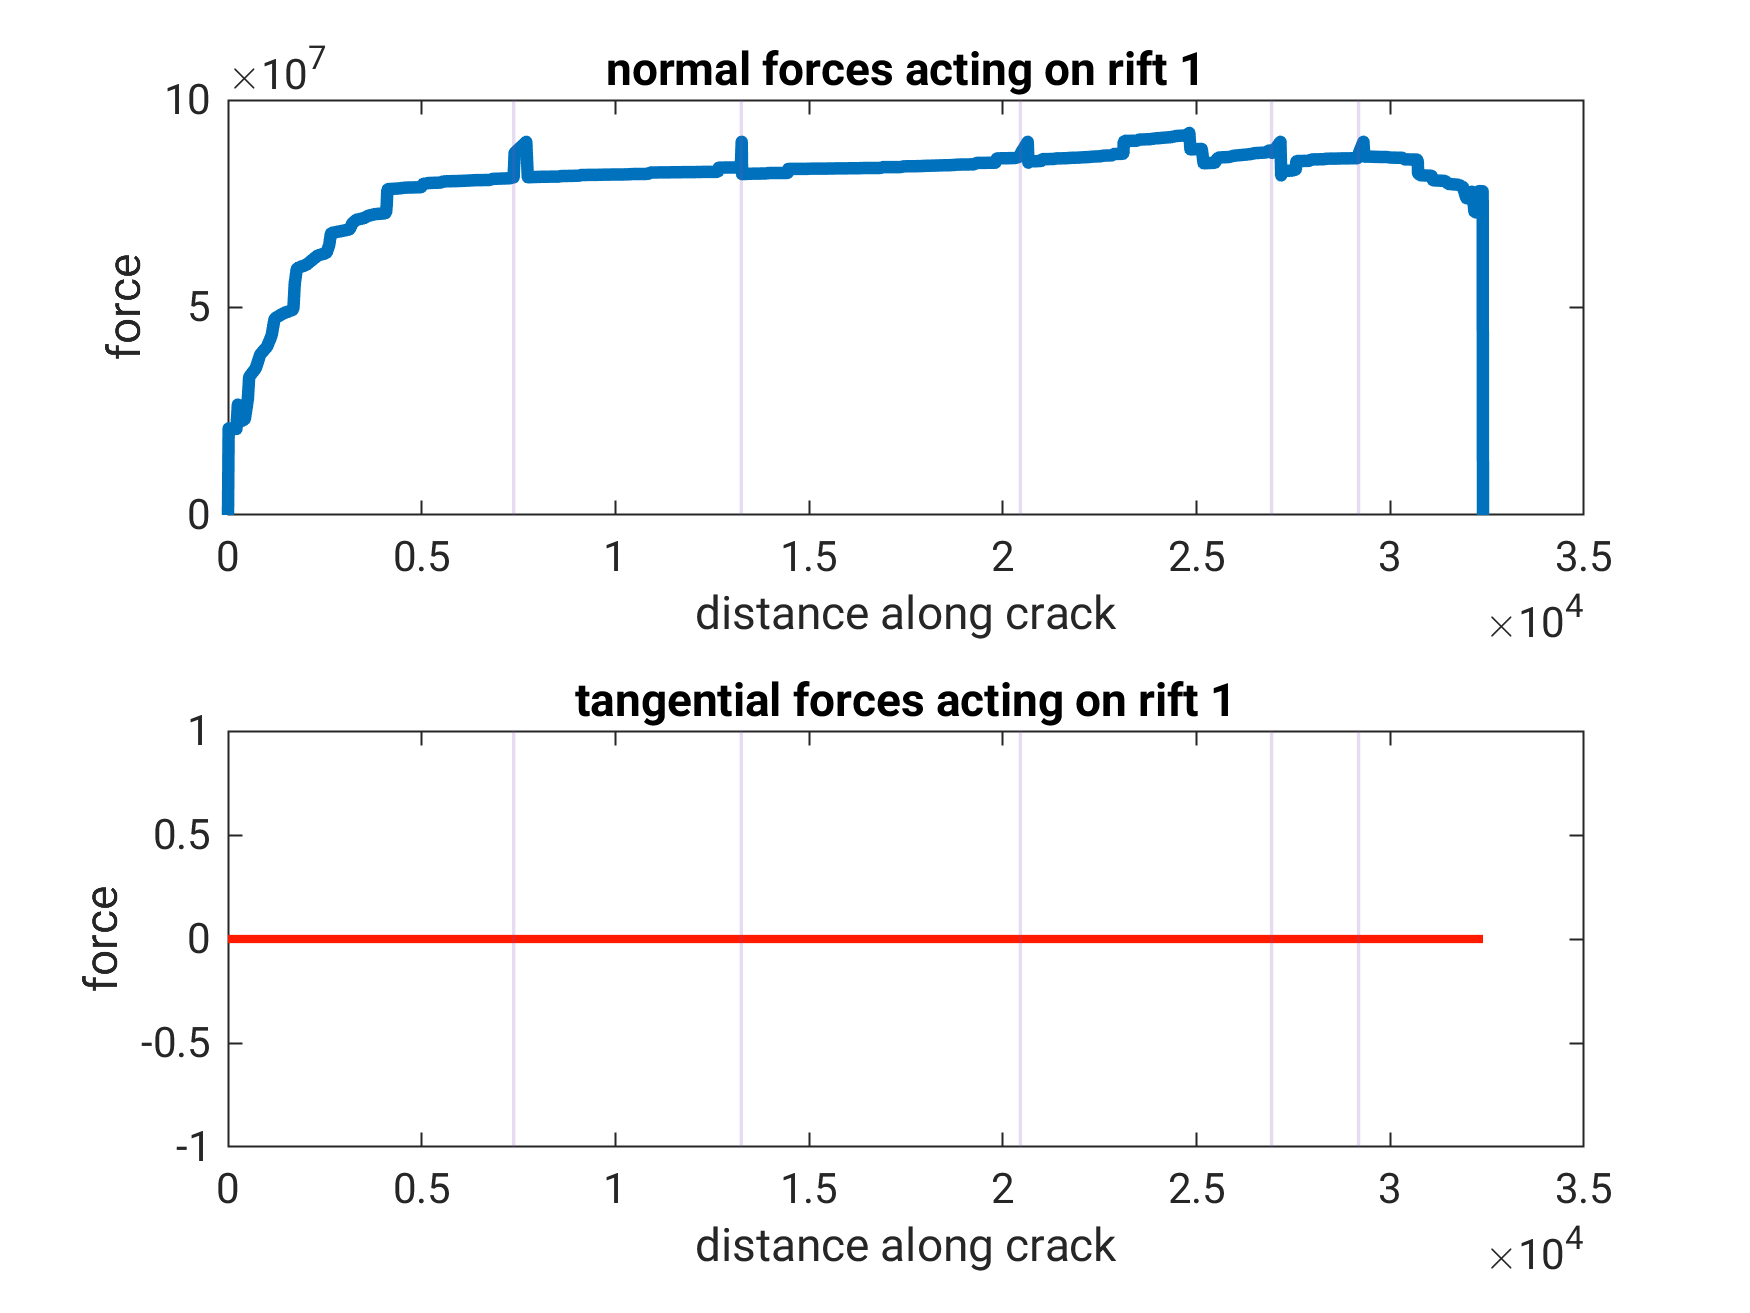 ×10^7
normal forces acting on rift 1
10
5
0
force
0 0.5 1 1.5 2 2.5 3 3.5
distance along crack
×10^4
tangential forces acting on rift 1
1
0.5
0
-0.5
-1
force
0 0.5 1 1.5 2 2.5 3 3.5
distance along crack
×10^4